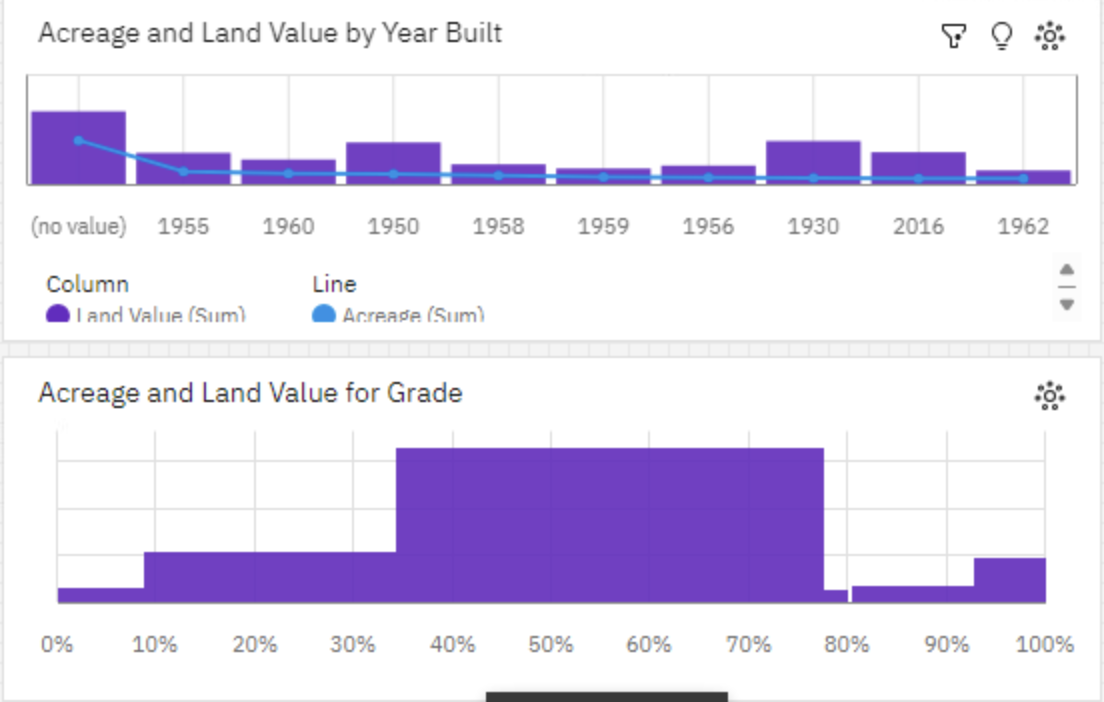 Acreage and Land Value by Year Built
(no value) 1955 1960 1950 1958 1959 1956 1930 2016 1962
Column Line
Land Value (Sum) Acreage (Sum)
Acreage and Land Value for Grade
0% 10% 20% 30% 40% 50% 60% 70% 80% 90% 100%